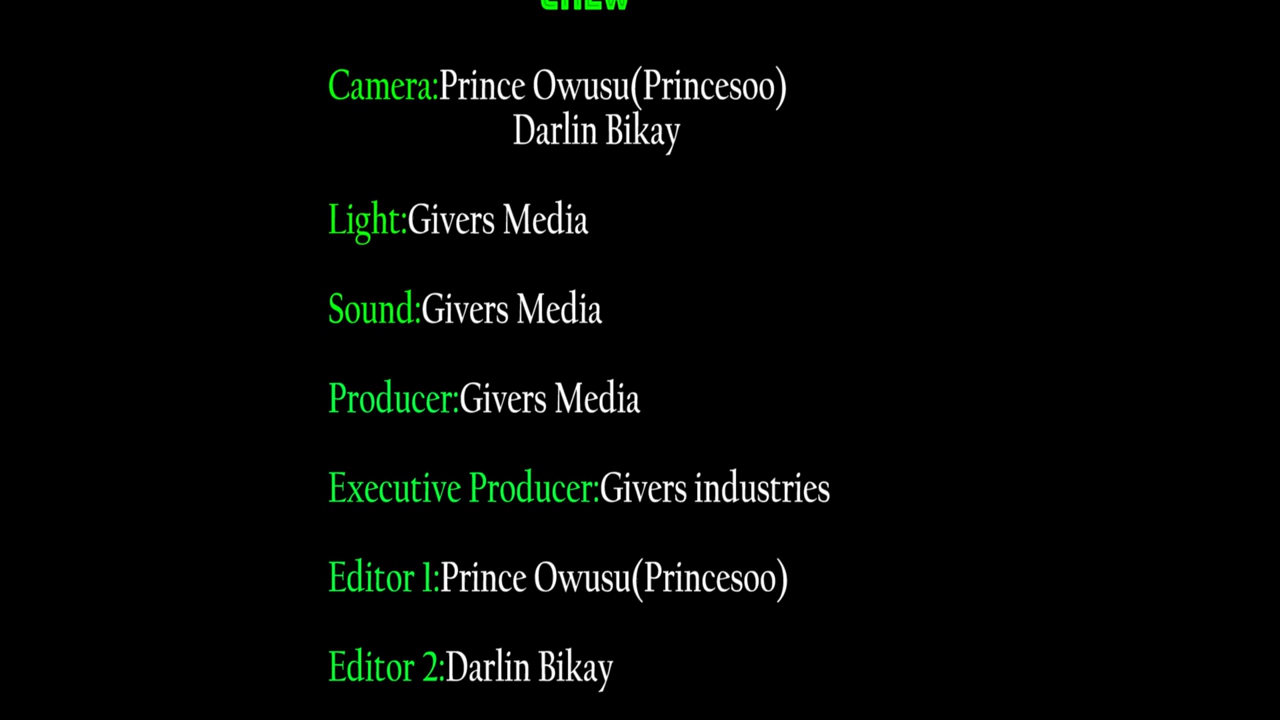 CREW
Camera:Prince Owusu(Princesoo)
Darlin Bikay
Light:Givers Media
Sound:Givers Media
Producer:Givers Media
Executive Producer:Givers industries
Editor 1:Prince Owusu(Princesoo)
Editor 2:Darlin Bikay